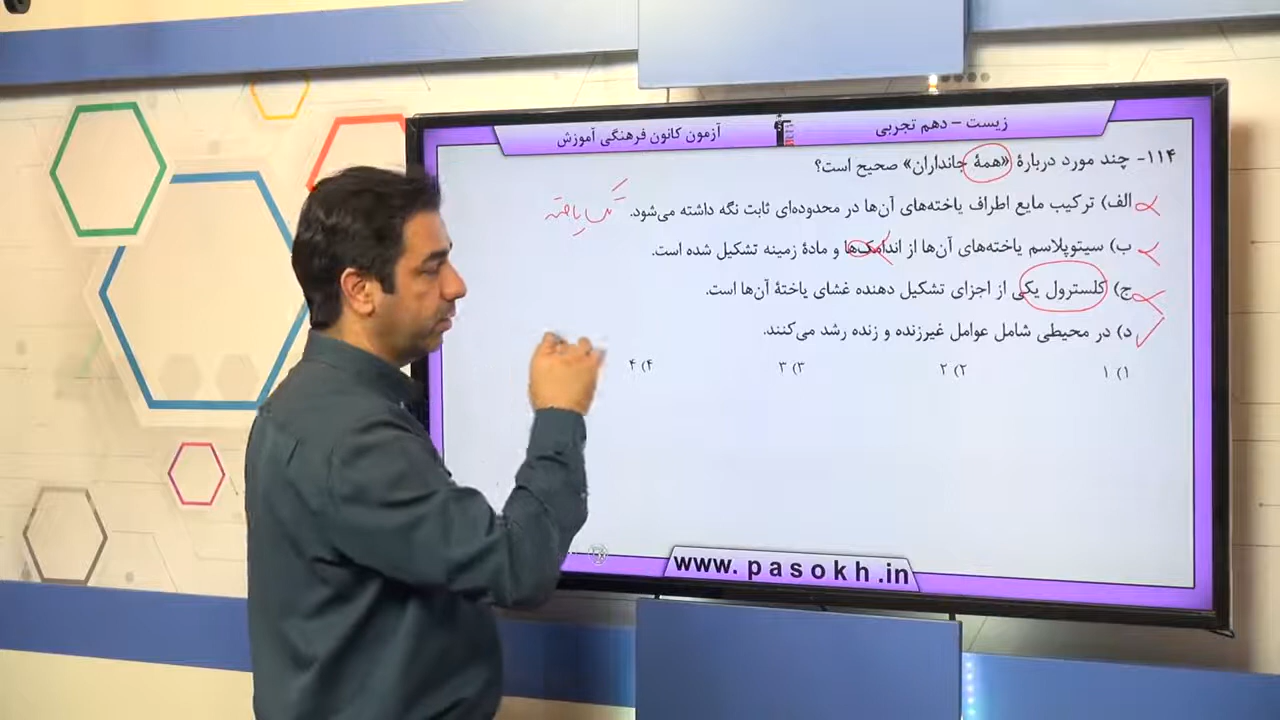 زیست - دهم تجربی
آزمون کانون فرهنگی آموزش
۱۱۴- چند مورد دربارهٔ «همهٔ جانداران» صحیح است؟
الف) ترکیب مایع اطراف یاخته‌های آن‌ها در محدوده‌ای ثابت نگه داشته می‌شود. تک یاخته
ب) سیتوپلاسم یاخته‌های آن‌ها از اندامک‌ها و مادهٔ زمینه تشکیل شده است.
ج) کلسترول یکی از اجزای تشکیل دهنده غشای یاختهٔ آن‌ها است.
د) در محیطی شامل عوامل غیرزنده و زنده رشد می‌کنند.
۱) ۱ ۲) ۲ ۳) ۳ ۴) ۴
www.pasokh.in